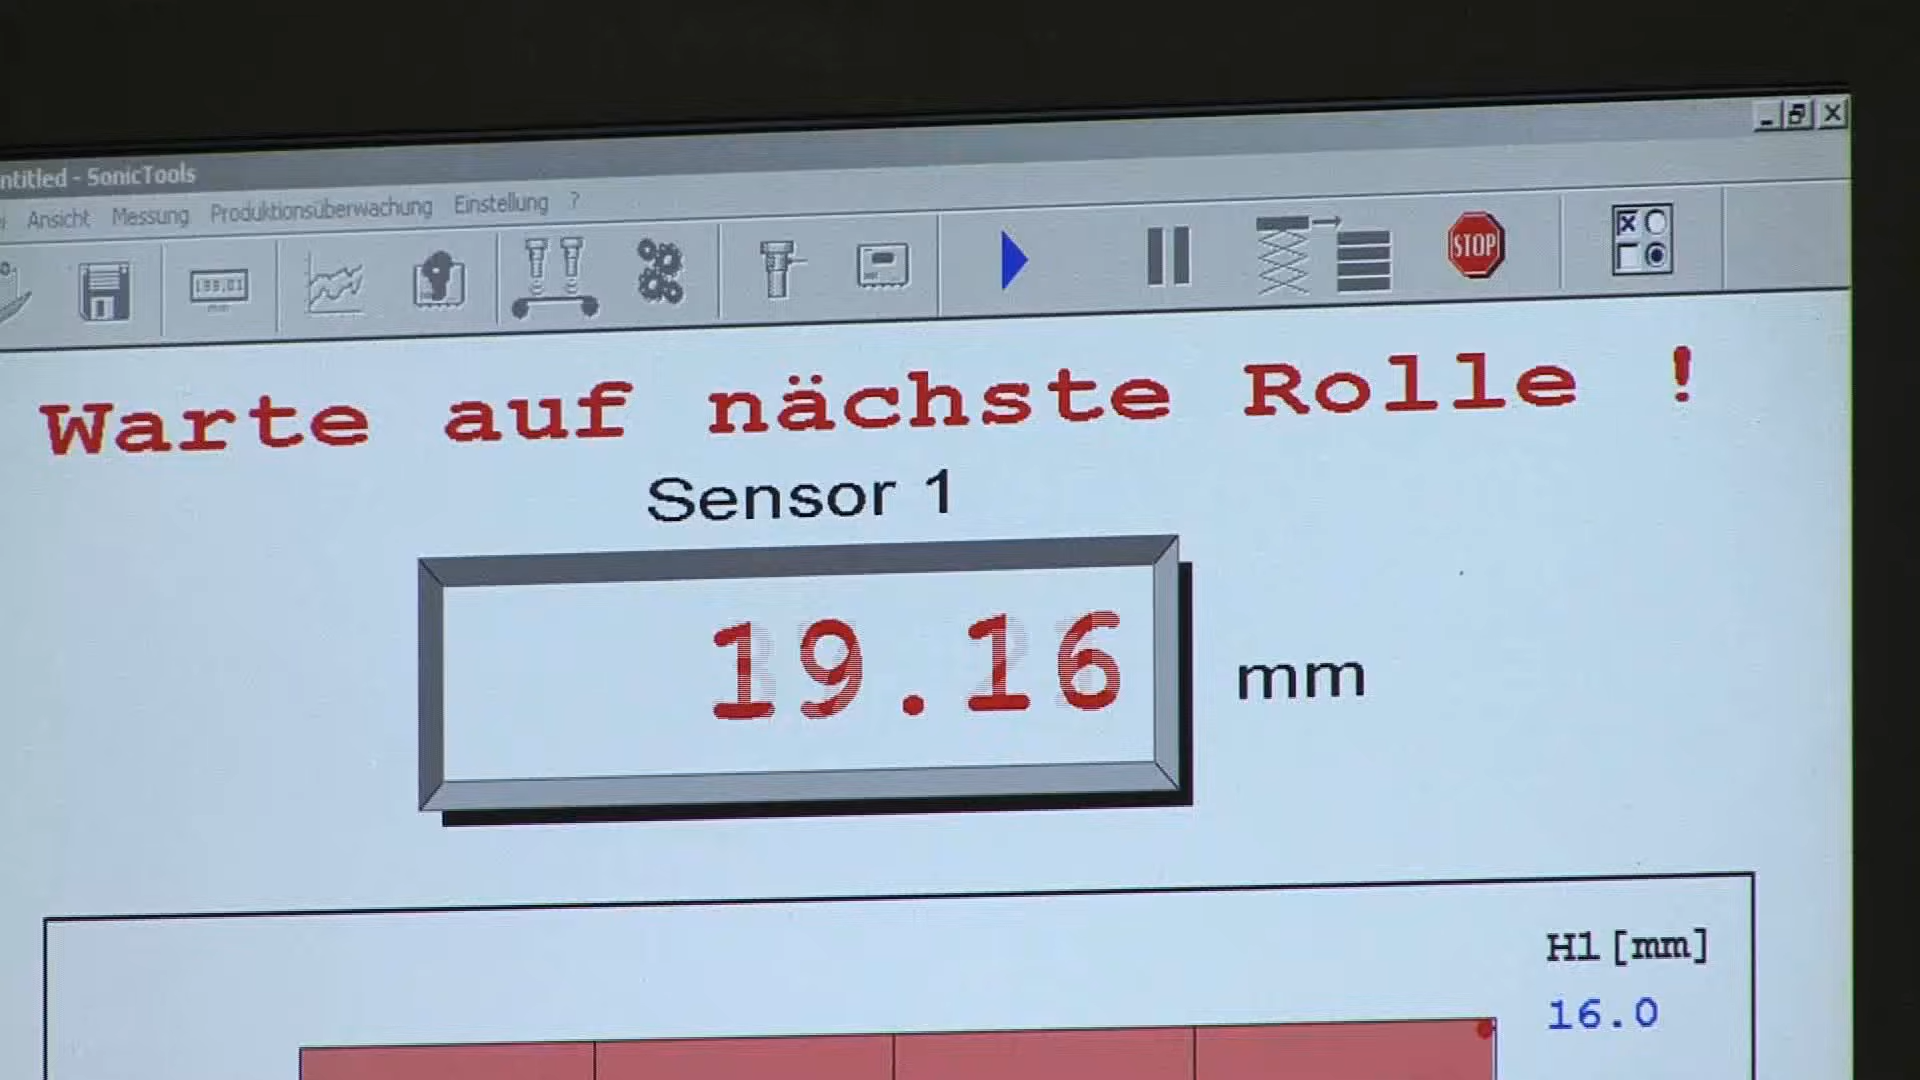 ntitled - SonicTools
Ansicht Messung Produktionsüberwachung Einstellung ?
STOP
Warte auf nächste Rolle !
Sensor 1
19.16 mm
H1 [mm]
16.0